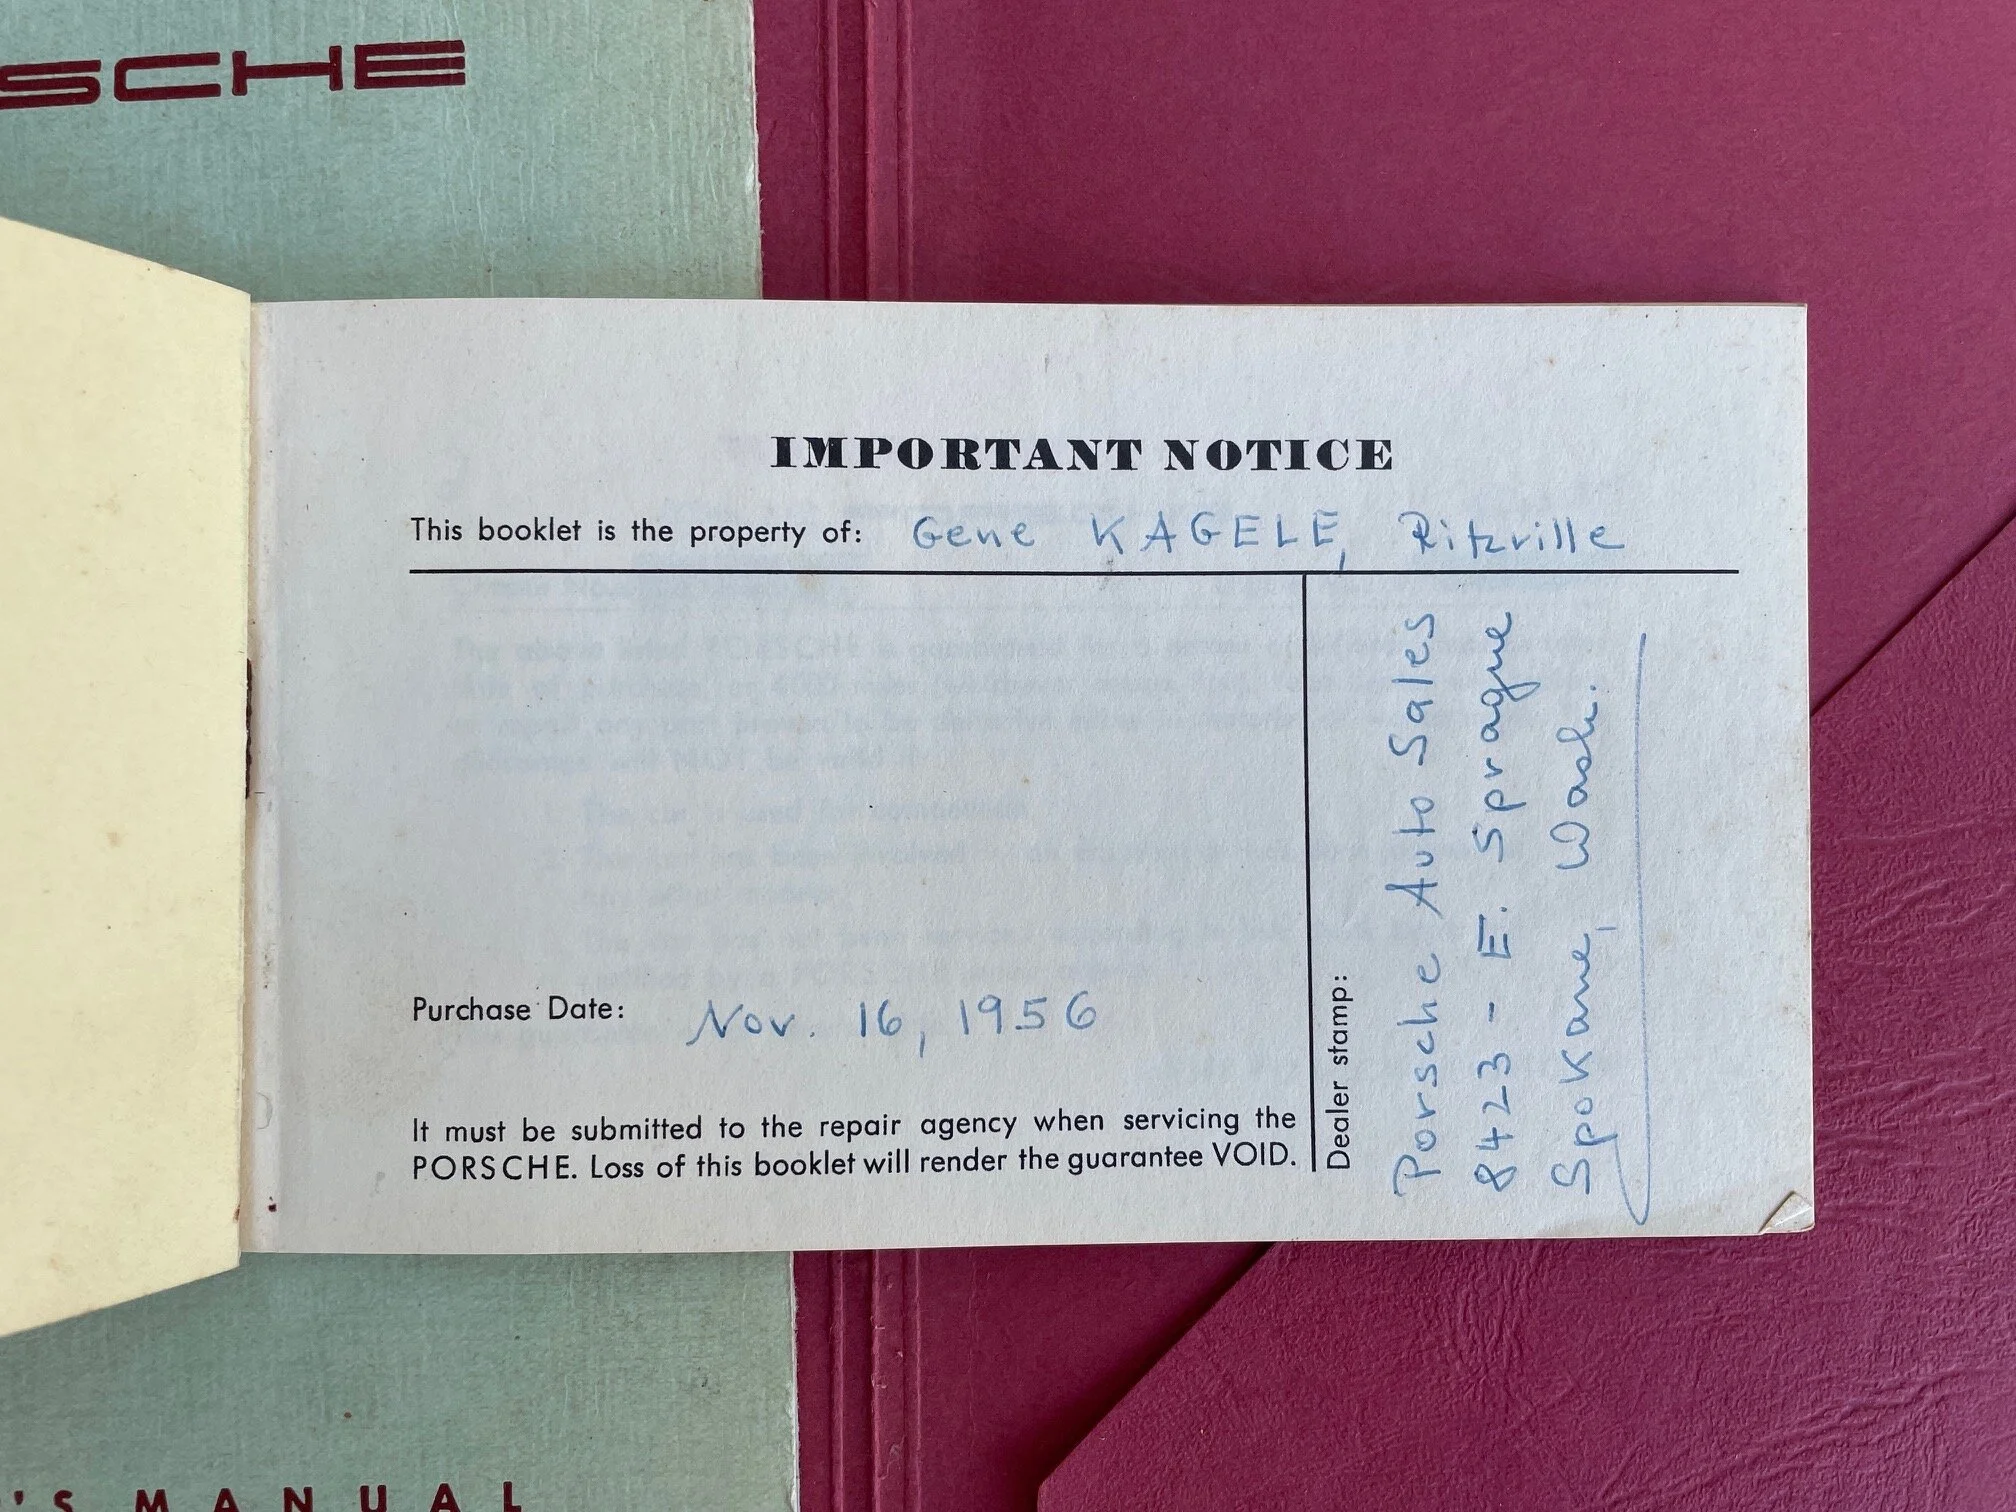 SCHE
IMPORTANT NOTICE
This booklet is the property of: Gene KAGELE, Ritzville
Purchase Date: Nov. 16, 1956
It must be submitted to the repair agency when servicing the
PORSCHE. Loss of this booklet will render the guarantee VOID.
Dealer stamp:
Porsche Auto Sales
8423 - E. Sprague
Spokane, Wash.
'S MANUAL